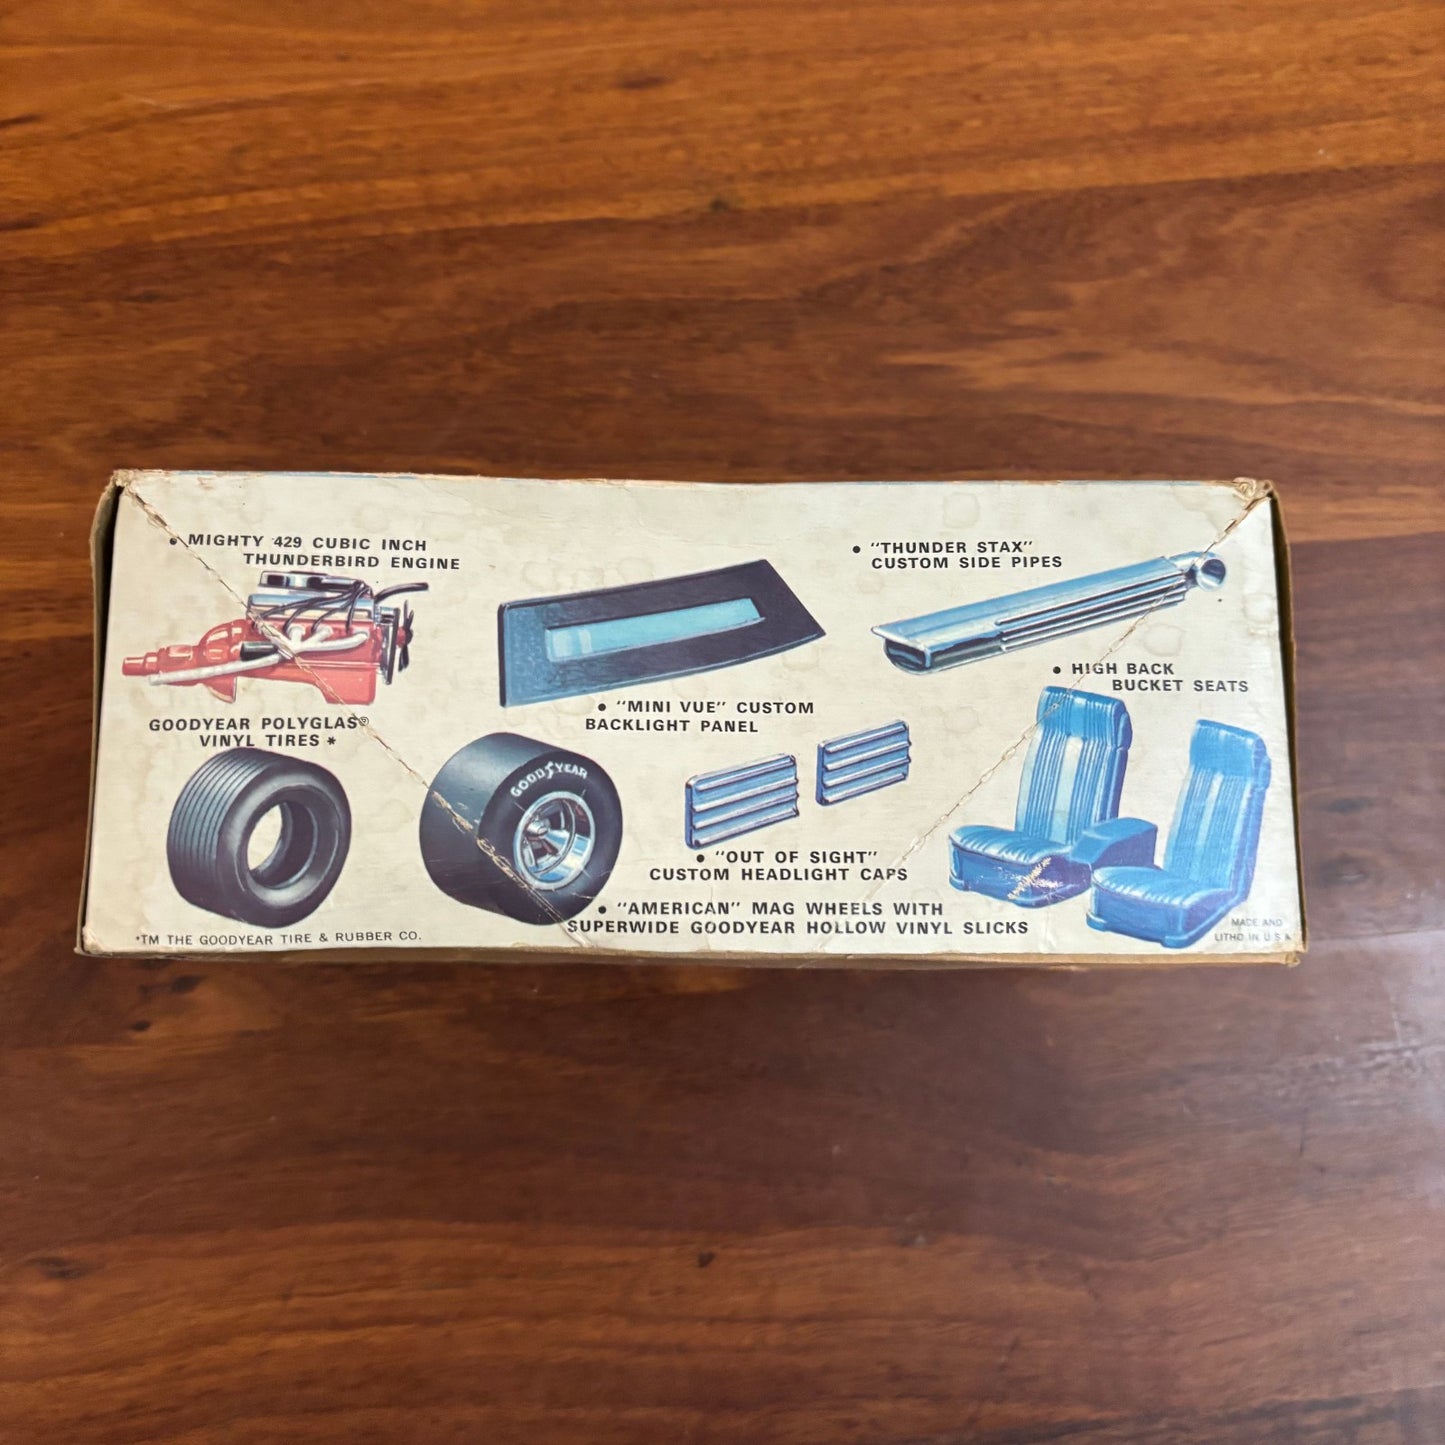 • MIGHTY 429 CUBIC INCH
THUNDERBIRD ENGINE
• "THUNDER STAX"
CUSTOM SIDE PIPES
• HIGH BACK
BUCKET SEATS
• "MINI VUE" CUSTOM
BACKLIGHT PANEL
GOODYEAR POLYGLAS®
VINYL TIRES *
GOODYEAR
• "OUT OF SIGHT"
CUSTOM HEADLIGHT CAPS
• "AMERICAN" MAG WHEELS WITH
SUPERWIDE GOODYEAR HOLLOW VINYL SLICKS
*TM THE GOODYEAR TIRE & RUBBER CO.
MADE AND
LITHO IN U.S.A.